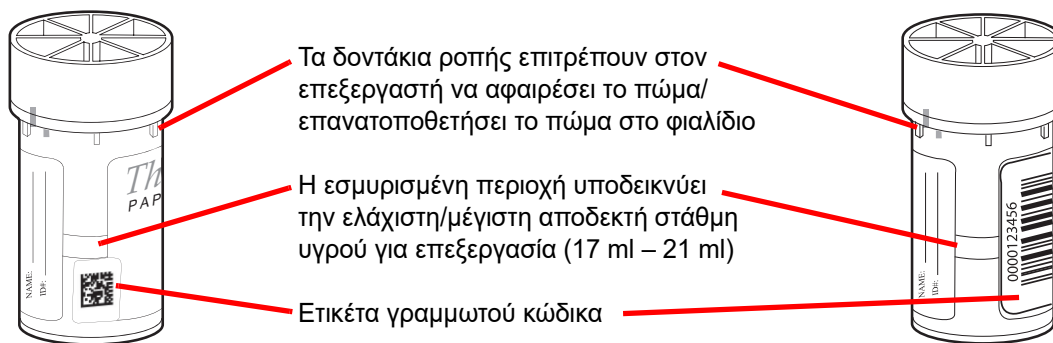 Τα δοντάκια ροπής επιτρέπουν στον
επεξεργαστή να αφαιρέσει το πώμα/
επανατοποθετήσει το πώμα στο φιαλίδιο
Th
PAP
Η εσμυρισμένη περιοχή υποδεικνύει
την ελάχιστη/μέγιστη αποδεκτή στάθμη
υγρού για επεξεργασία (17 ml – 21 ml)
NAME:
ID#:
Ετικέτα γραμμωτού κώδικα
NAME:
ID#:
0000123456